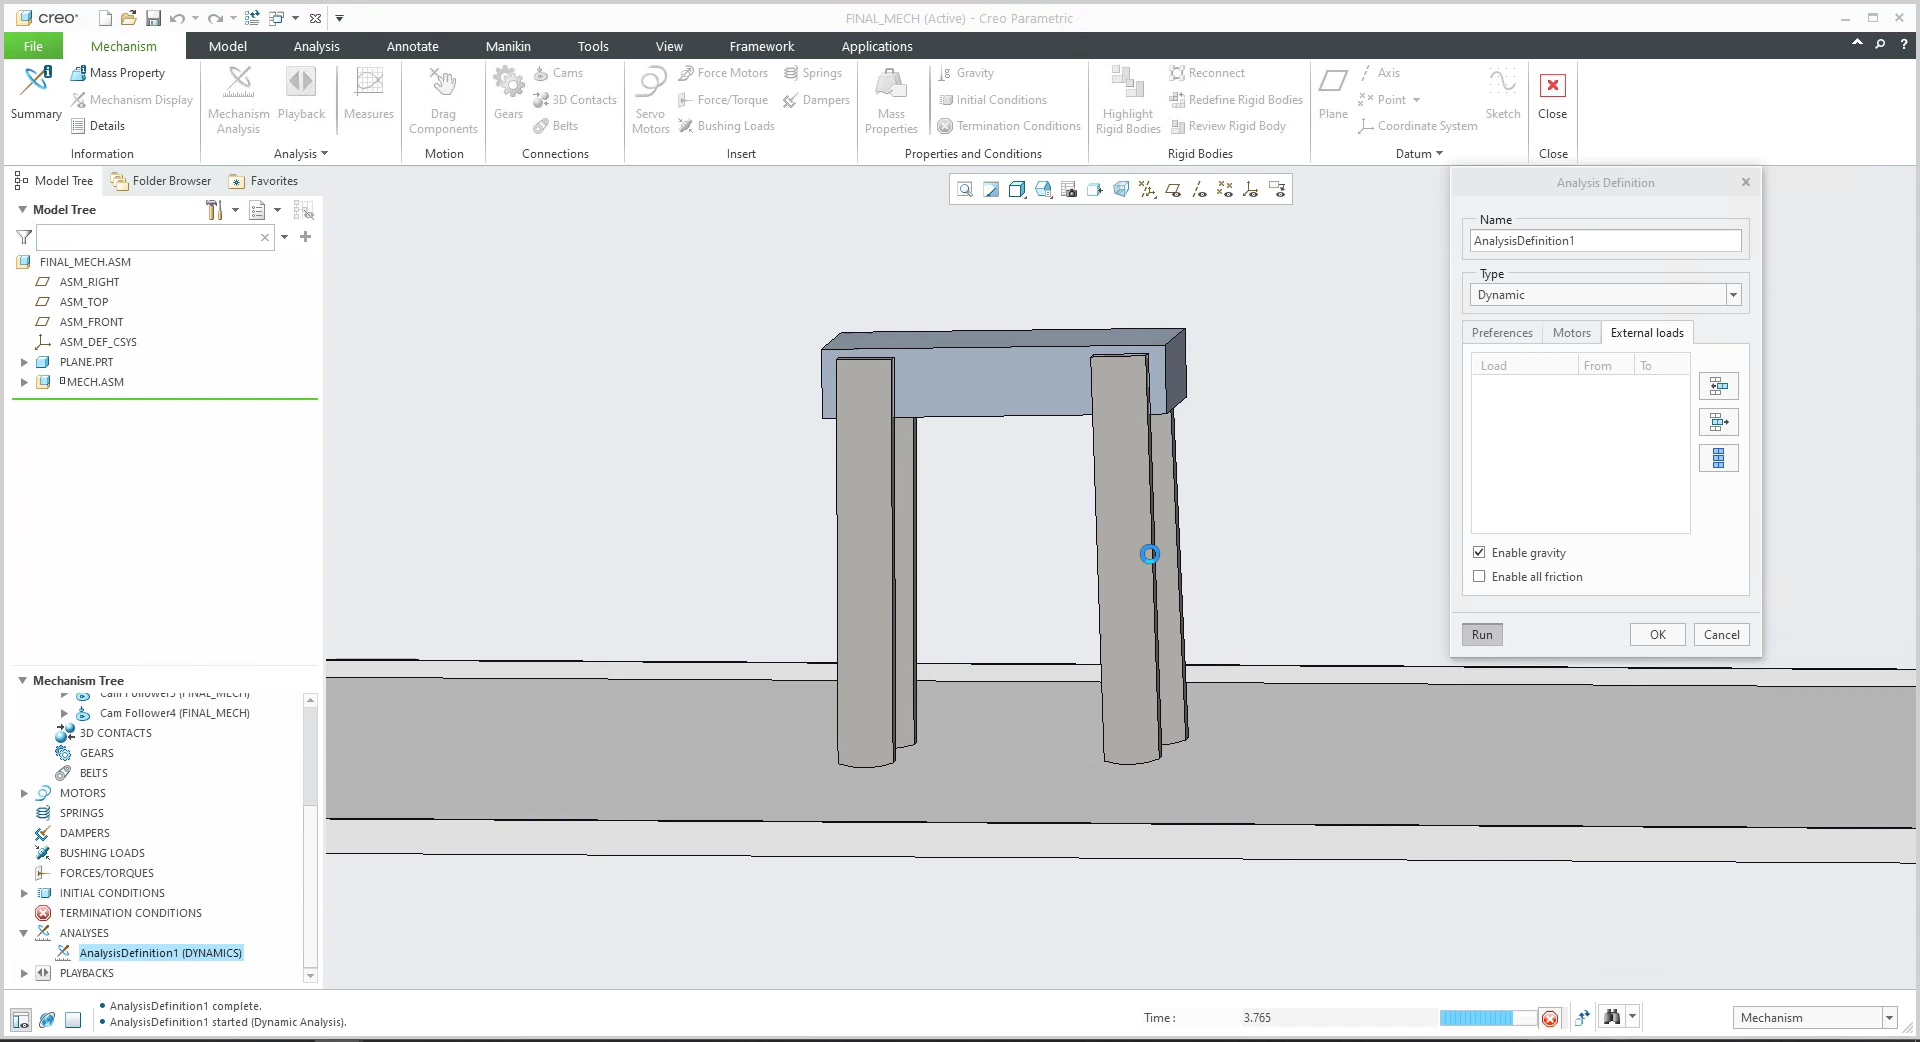 creo
FINAL_MECH (Active) - Creo Parametric
File
Mechanism
Model
Analysis
Annotate
Manikin
Tools
View
Framework
Applications
Summary
Mass Property
Mechanism Display
Details
Information
Mechanism
Analysis
Playback
Measures
Analysis
Drag
Components
Motion
Gears
Cams
3D Contacts
Belts
Connections
Servo
Motors
Force Motors
Force/Torque
Bushing Loads
Springs
Dampers
Insert
Mass
Properties
Gravity
Initial Conditions
Termination Conditions
Properties and Conditions
Highlight
Rigid Bodies
Reconnect
Redefine Rigid Bodies
Review Rigid Body
Rigid Bodies
Plane
Axis
Point
Coordinate System
Sketch
Datum
Close
Close
Model Tree
Folder Browser
Favorites
Model Tree
FINAL_MECH.ASM
ASM_RIGHT
ASM_TOP
ASM_FRONT
ASM_DEF_CSYS
PLANE.PRT
MECH.ASM
Mechanism Tree
Cam Follower3 (FINAL_MECH)
Cam Follower4 (FINAL_MECH)
3D CONTACTS
GEARS
BELTS
MOTORS
SPRINGS
DAMPERS
BUSHING LOADS
FORCES/TORQUES
INITIAL CONDITIONS
TERMINATION CONDITIONS
ANALYSES
AnalysisDefinition1 (DYNAMICS)
PLAYBACKS
Analysis Definition
Name
AnalysisDefinition1
Type
Dynamic
Preferences
Motors
External loads
Load
From
To
Enable gravity
Enable all friction
Run
OK
Cancel
• AnalysisDefinition1 complete.
• AnalysisDefinition1 started (Dynamic Analysis).
Time :
3.765
Mechanism